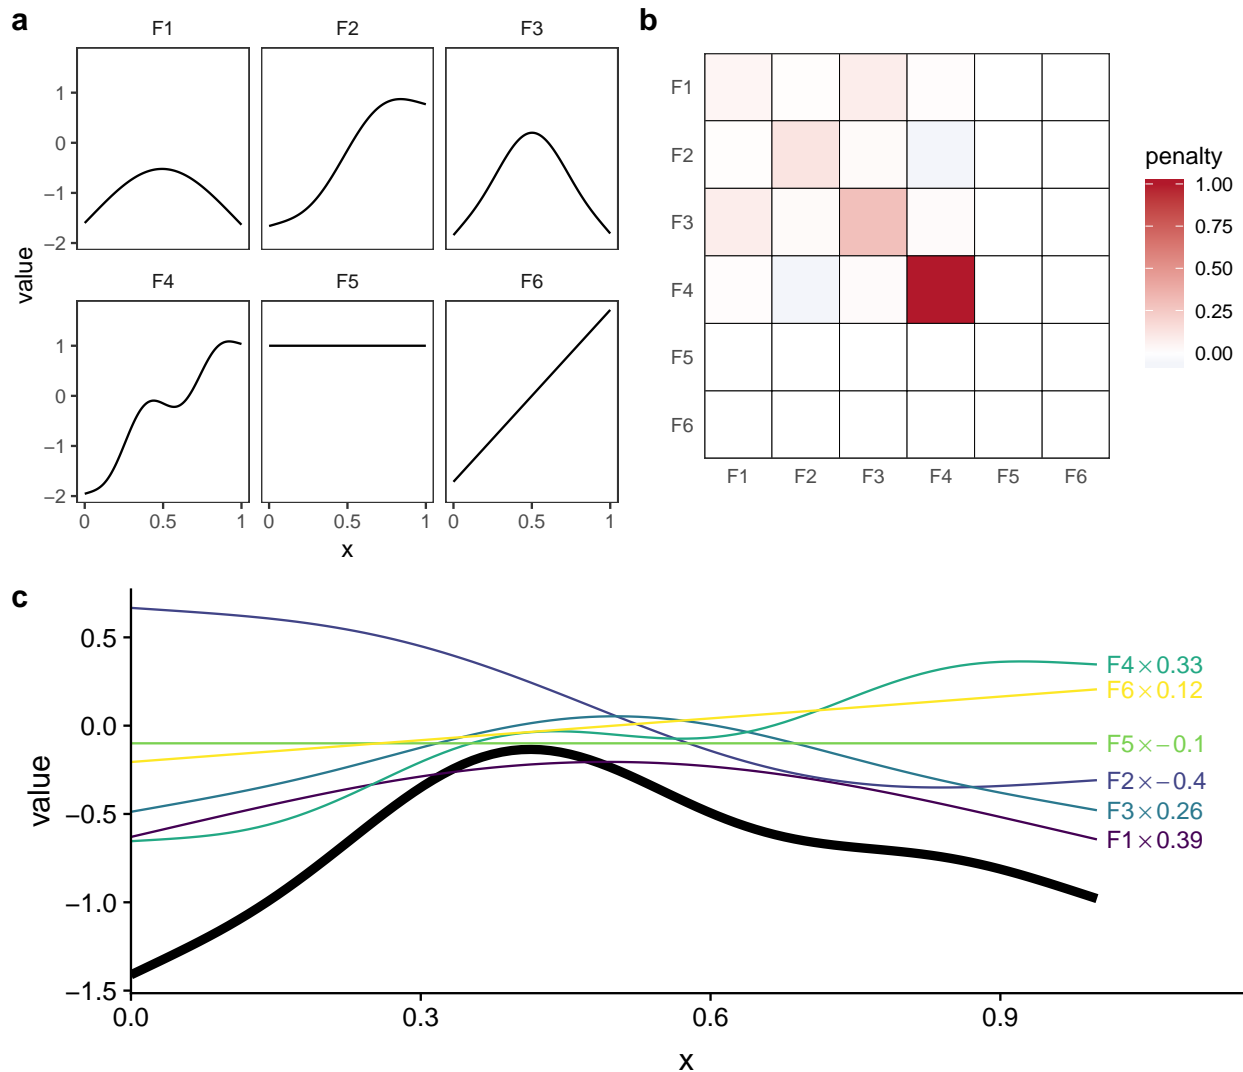 a
F1 F2 F3
1
0
−1
−2
F4 F5 F6
1
0
−1
−2
value
0 0.5 1 0 0.5 1 0 0.5 1
x
b
F1
F2
F3
F4
F5
F6
F1 F2 F3 F4 F5 F6
penalty
1.00
0.75
0.50
0.25
0.00
c
0.5
0.0
−0.5
−1.0
−1.5
value
0.0 0.3 0.6 0.9
x
F4×0.33
F6×0.12
F5×−0.1
F2×−0.4
F3×0.26
F1×0.39